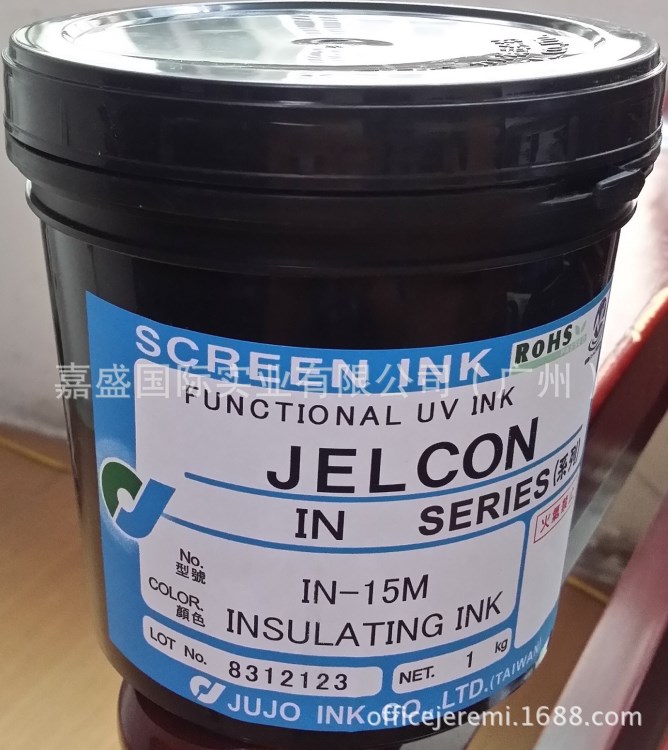 SCREEN INK
ROHS
嘉盛国际实业有限公司（广州
FUNCTIONAL UV INK
JELCON
IN SERIES(系列)
No.
型號
IN-15M
COLOR.
顏色
INSULATING INK
LOT No. 8312123
NET. 1 kg
JUJO INK CO.,LTD.(TAIWAN)
officejeremi.1688.com